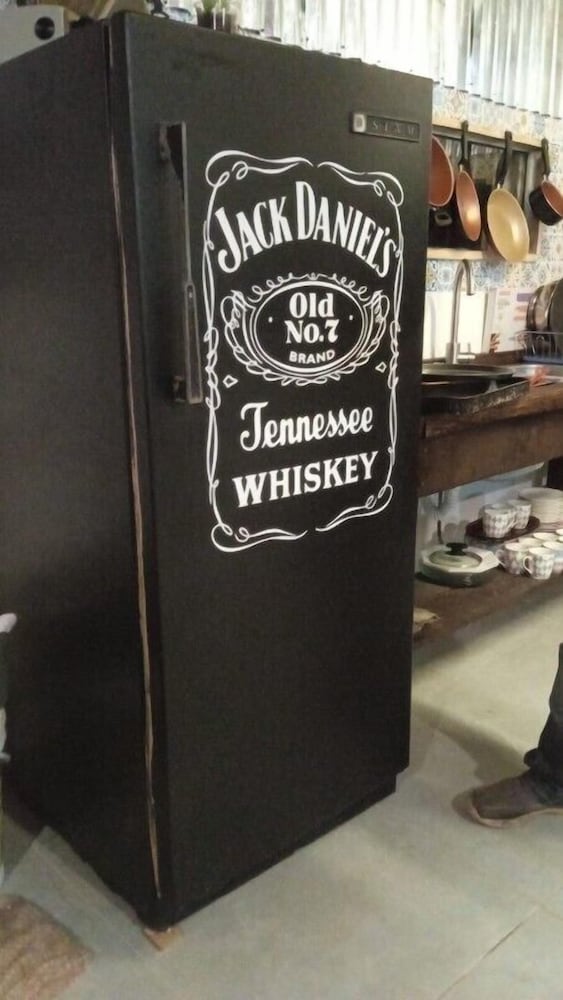 JACK DANIEL'S
Old
No.7
BRAND
Tennessee
WHISKEY